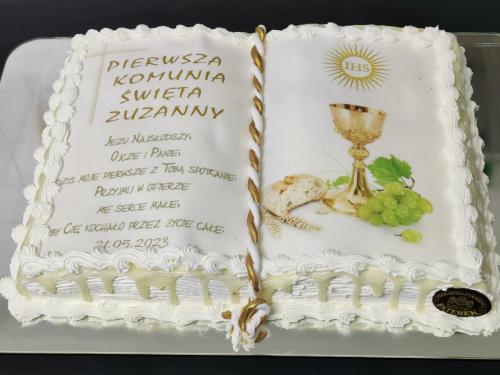 PIERWSZA
KOMUNIA
ŚWIĘTA
ZUZANNY
JEZU NAJSŁODSZY,
OJCZE I PANIE,
DZIŚ MOJE PIERWSZE Z TOBĄ SPOTKANIE.
PRZYJMIJ W OFIERZE
ME SERCE MAŁE,
BY CIĘ KOCHAŁO PRZEZ ŻYCIE CAŁE.
21.05.2023
IHS